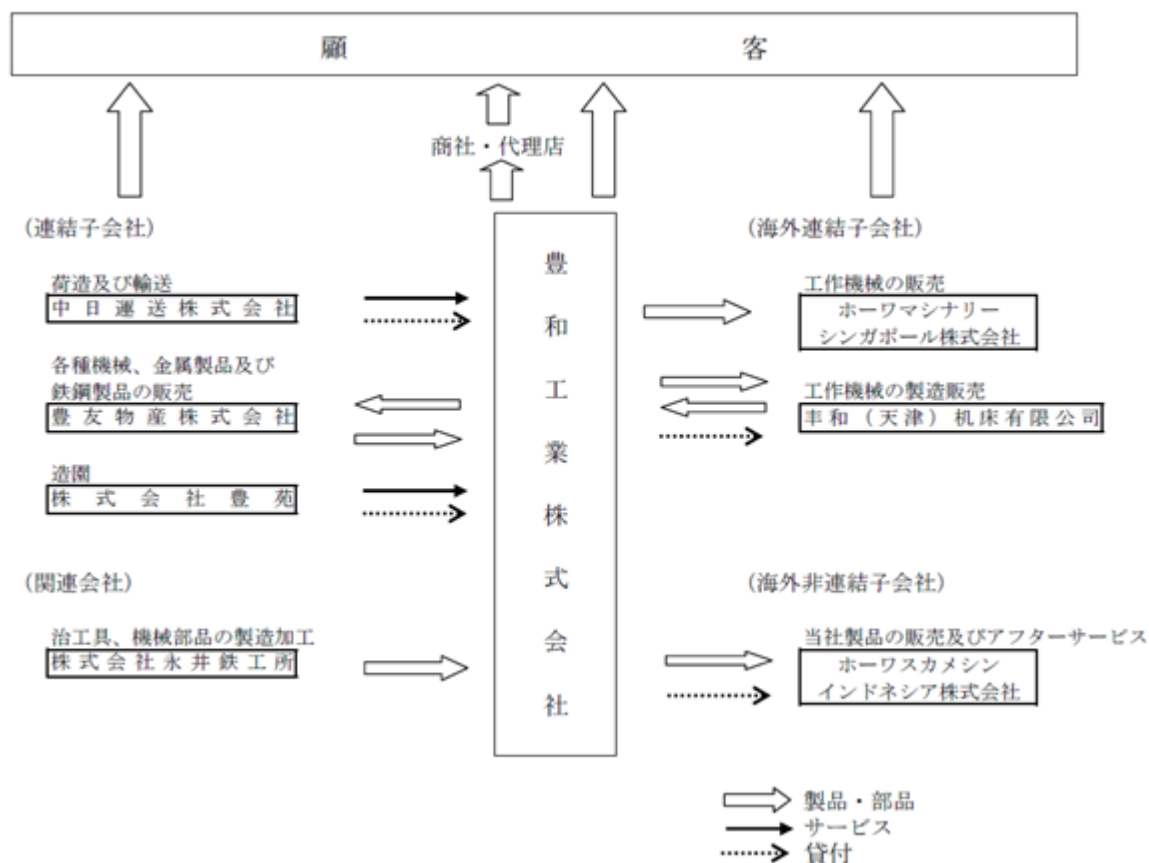 顧客
商社・代理店
(連結子会社)
荷造及び輸送
中日運送株式会社
各種機械、金属製品及び
鉄鋼製品の販売
豊友物産株式会社
造園
株式会社豊苑
(関連会社)
治工具、機械部品の製造加工
株式会社永井鉄工所
豊和工業株式会社
(海外連結子会社)
工作機械の販売
ホーワマシナリー
シンガポール株式会社
工作機械の製造販売
丰和(天津)机床有限公司
(海外非連結子会社)
当社製品の販売及びアフターサービス
ホーワスカメシン
インドネシア株式会社
製品・部品
サービス
貸付